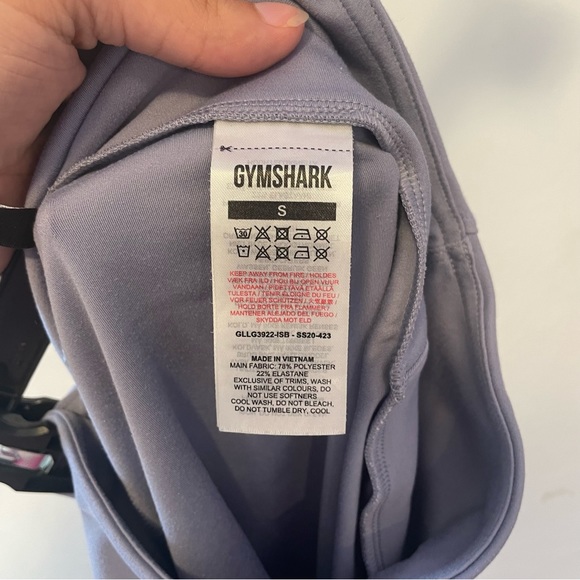 GYMSHARK
S
30
KEEP AWAY FROM FIRE / HOLDES
VÆK FRA ILD / HOU BIJ OPEN VUUR
VANDAAN / PIDETTÄVÄ ETÄÄLLÄ
TULESTA / TENIR ÉLOIGNÉ DU FEU /
VOR FEUER SCHÜTZEN /
HOLD BORTE FRA FLAMMER /
MANTENER ALEJADO DEL FUEGO /
SKYDDA MOT ELD
GLLG3922-ISB - SS20-423
MADE IN VIETNAM
MAIN FABRIC: 78% POLYESTER
22% ELASTANE
EXCLUSIVE OF TRIMS, WASH
WITH SIMILAR COLOURS, DO
NOT USE SOFTNERS
COOL WASH, DO NOT BLEACH,
DO NOT TUMBLE DRY, COOL